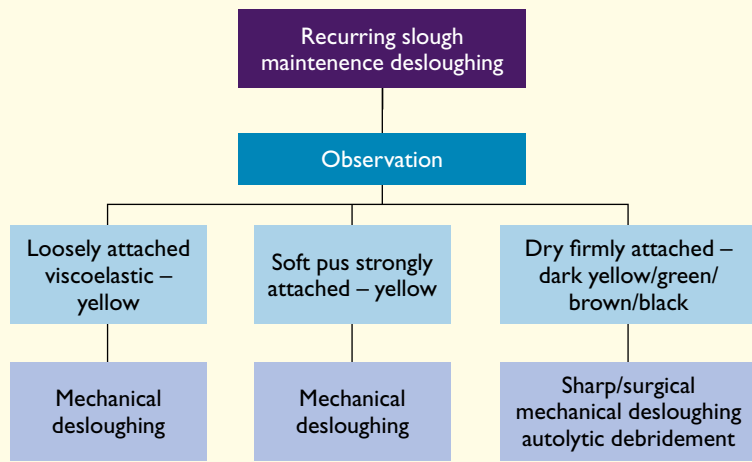 Recurring slough
maintenence desloughing
Observation
Loosely attached
viscoelastic –
yellow
Soft pus strongly
attached – yellow
Dry firmly attached –
dark yellow/green/
brown/black
Mechanical
desloughing
Mechanical
desloughing
Sharp/surgical
mechanical desloughing
autolytic debridement